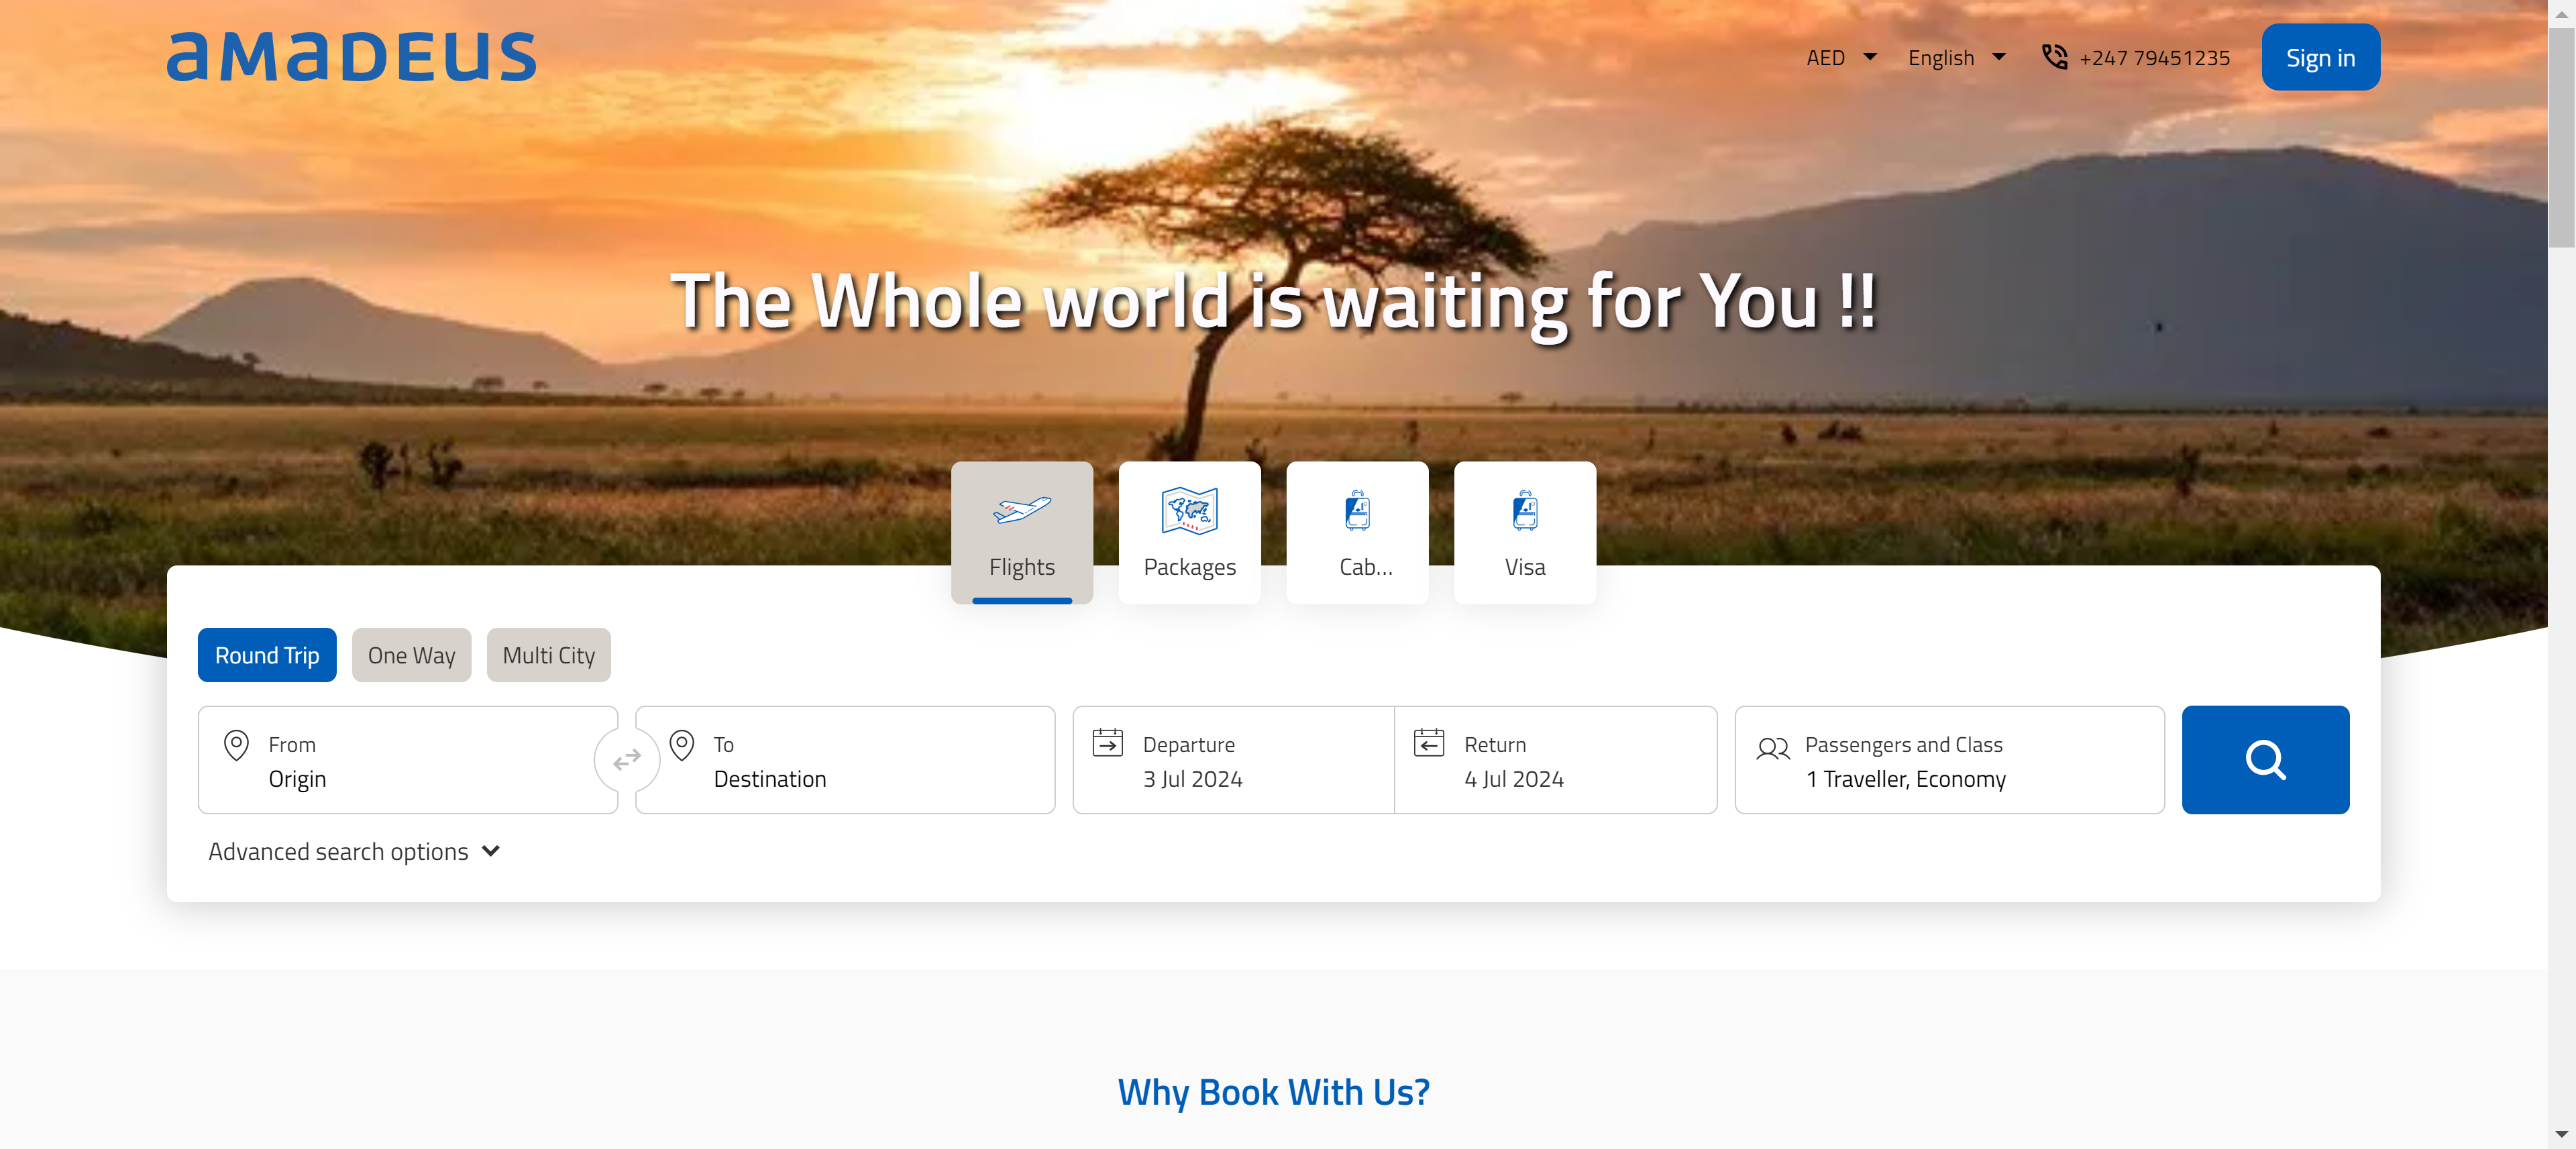 aMaDEUS
AED
English
+247 79451235
Sign in
The Whole world is waiting for You !!
Flights
Packages
Cab...
Visa
Round Trip
One Way
Multi City
From
Origin
To
Destination
Departure
3 Jul 2024
Return
4 Jul 2024
Passengers and Class
1 Traveller, Economy
Advanced search options
Why Book With Us?